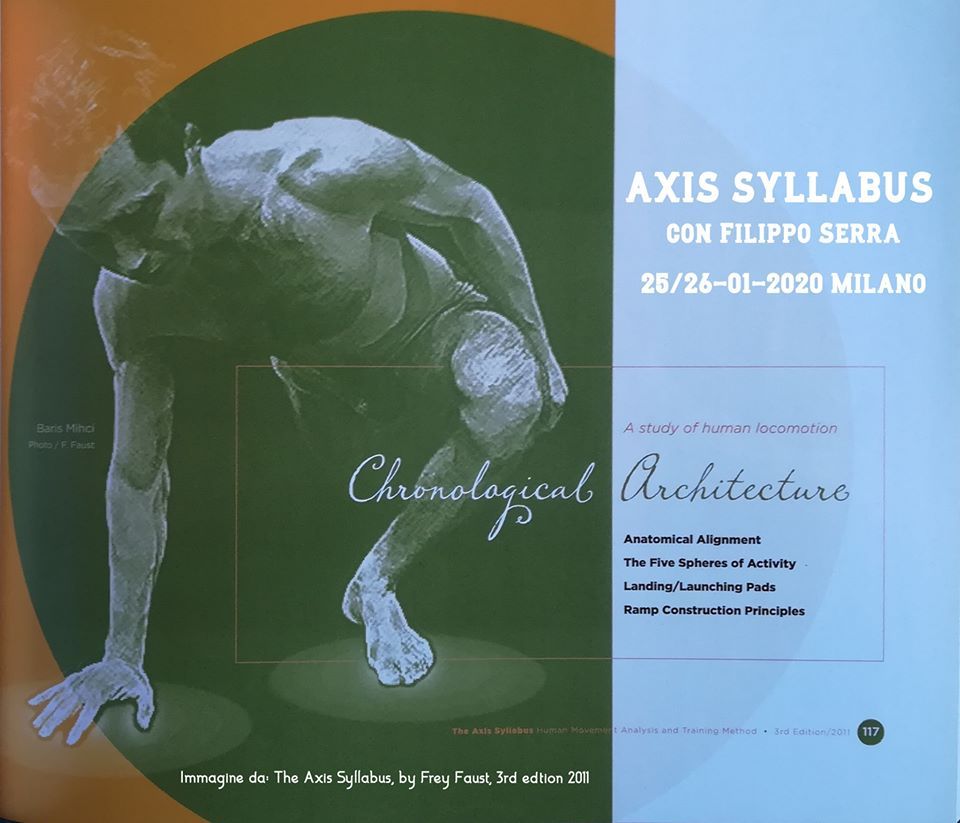 AXIS SYLLABUS
CON FILIPPO SERRA
25/26-01-2020 MILANO
Baris Mihci
Photo / F. Faust
A study of human locomotion
Chronological Architecture
Anatomical Alignment
The Five Spheres of Activity
Landing/Launching Pads
Ramp Construction Principles
The Axis Syllabus Human Movement Analysis and Training Method • 3rd Edition/2011 117
Immagine da: The Axis Syllabus, by Frey Faust, 3rd edtion 2011